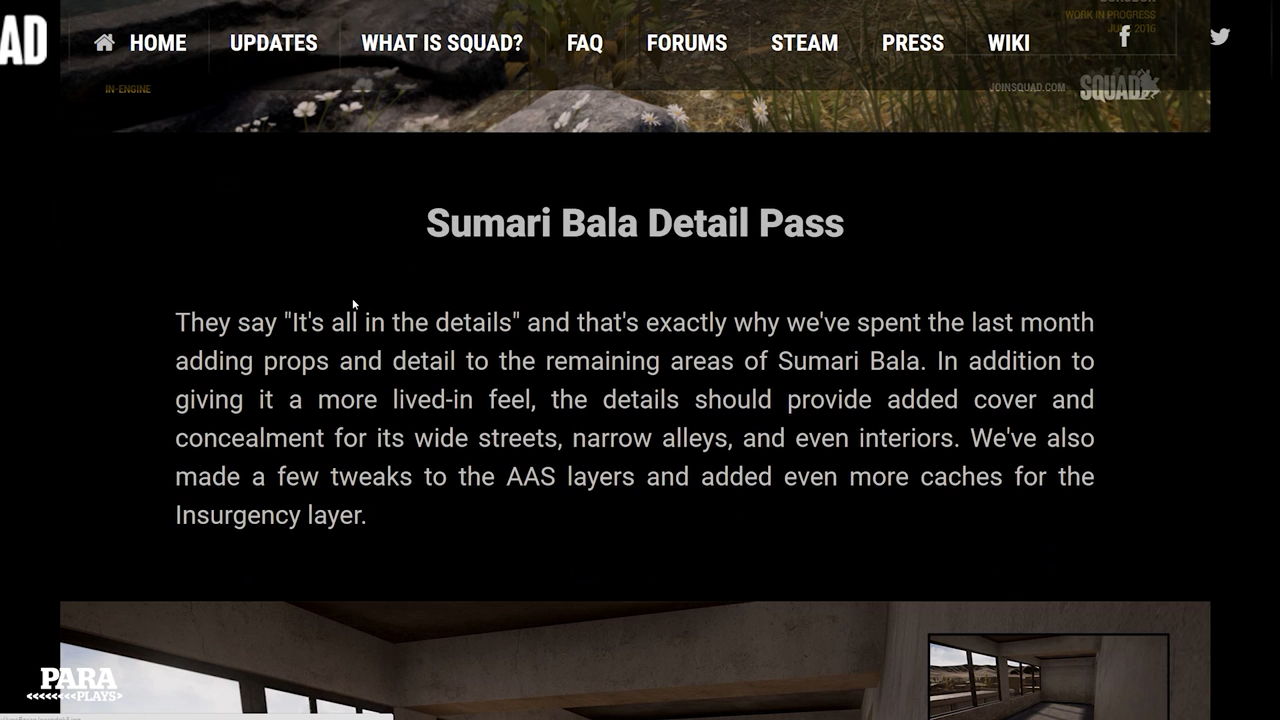 WORK IN PROGRESS
AD
HOME
UPDATES
WHAT IS SQUAD?
FAQ
FORUMS
STEAM
PRESS
WIKI
IN-ENGINE
JOINSQUAD.COM
SQUAD
Sumari Bala Detail Pass
They say "It's all in the details" and that's exactly why we've spent the last month
adding props and detail to the remaining areas of Sumari Bala. In addition to
giving it a more lived-in feel, the details should provide added cover and
concealment for its wide streets, narrow alleys, and even interiors. We've also
made a few tweaks to the AAS layers and added even more caches for the
Insurgency layer.
PARA
PLAYS